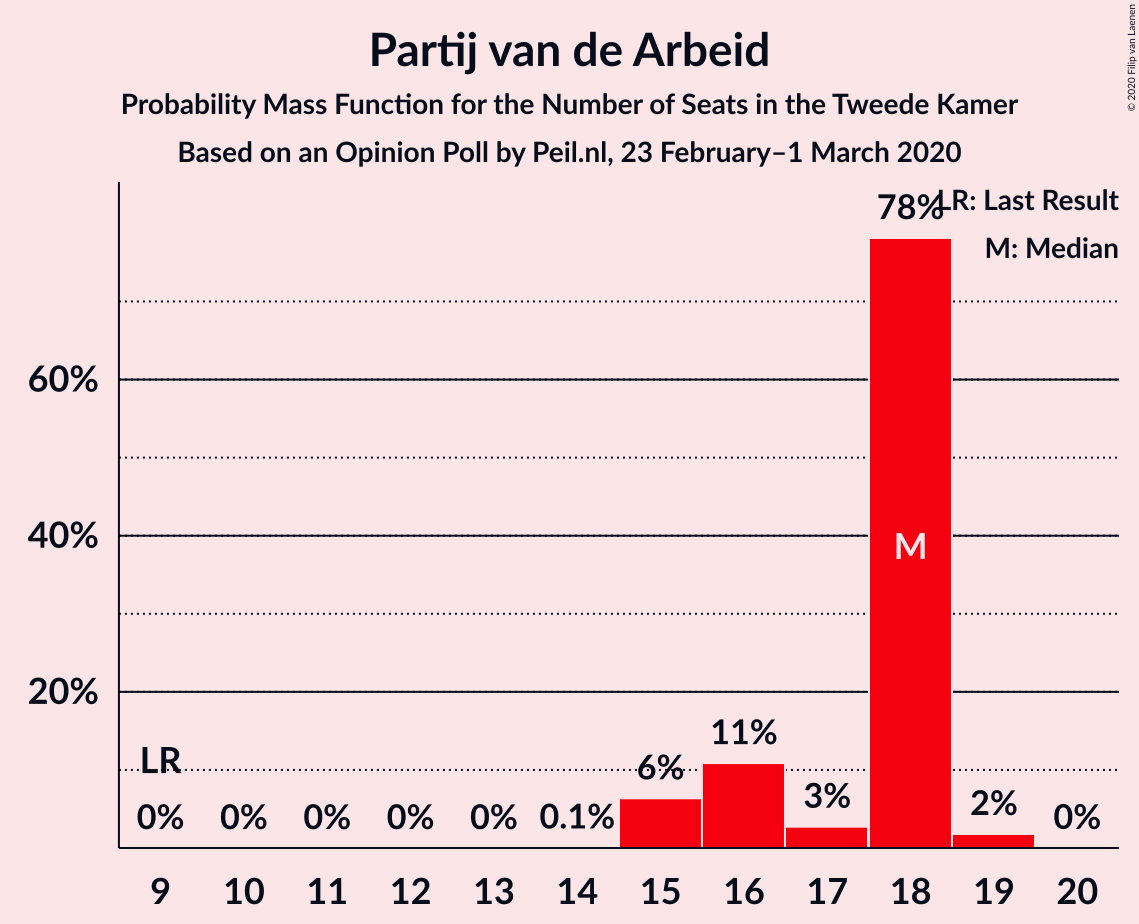 Partij van de Arbeid
Probability Mass Function for the Number of Seats in the Tweede Kamer
Based on an Opinion Poll by Peil.nl, 23 February–1 March 2020
© 2020 Filip van Laenen
LR: Last Result
M: Median
78%
60%
40%
M
20%
LR
11%
6%
3%
2%
0% 0% 0% 0% 0% 0.1% 0%
9 10 11 12 13 14 15 16 17 18 19 20